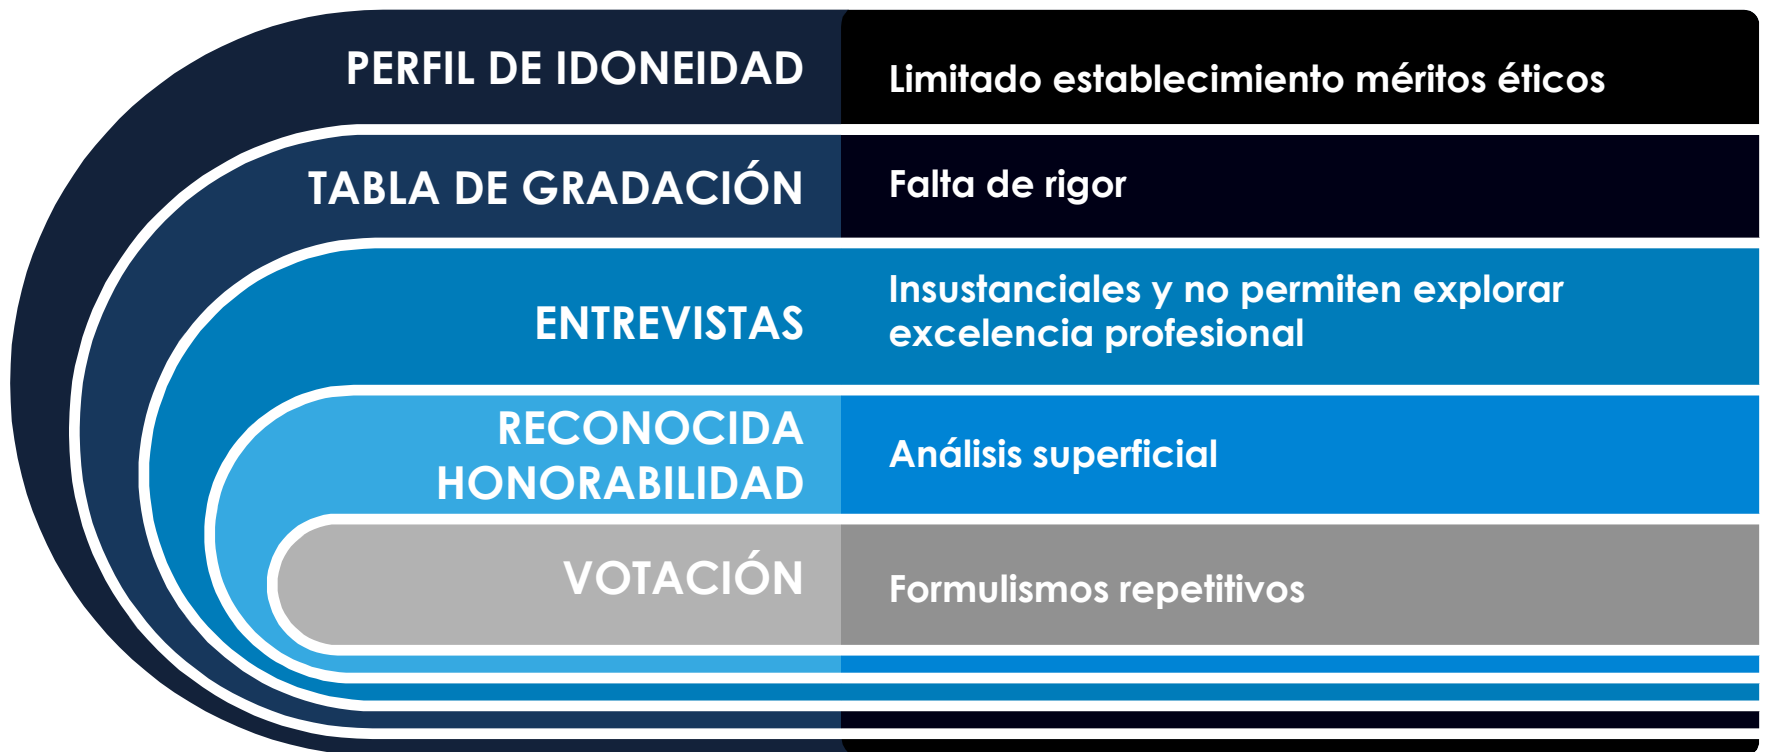 PERFIL DE IDONEIDAD
Limitado establecimiento méritos éticos
TABLA DE GRADACIÓN
Falta de rigor
ENTREVISTAS
Insustanciales y no permiten explorar
excelencia profesional
RECONOCIDA
HONORABILIDAD
Análisis superficial
VOTACIÓN
Formulismos repetitivos